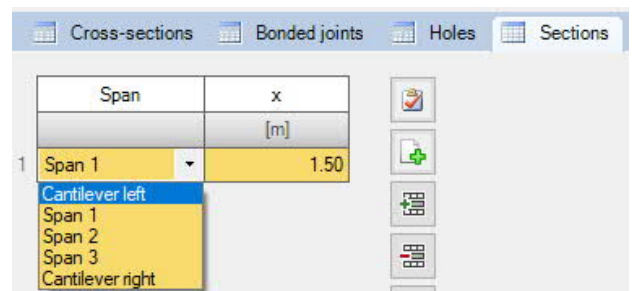 Cross-sections Bonded joints Holes Sections
Span x
[m]
1 Span 1 1.50
Cantilever left
Span 1
Span 2
Span 3
Cantilever right